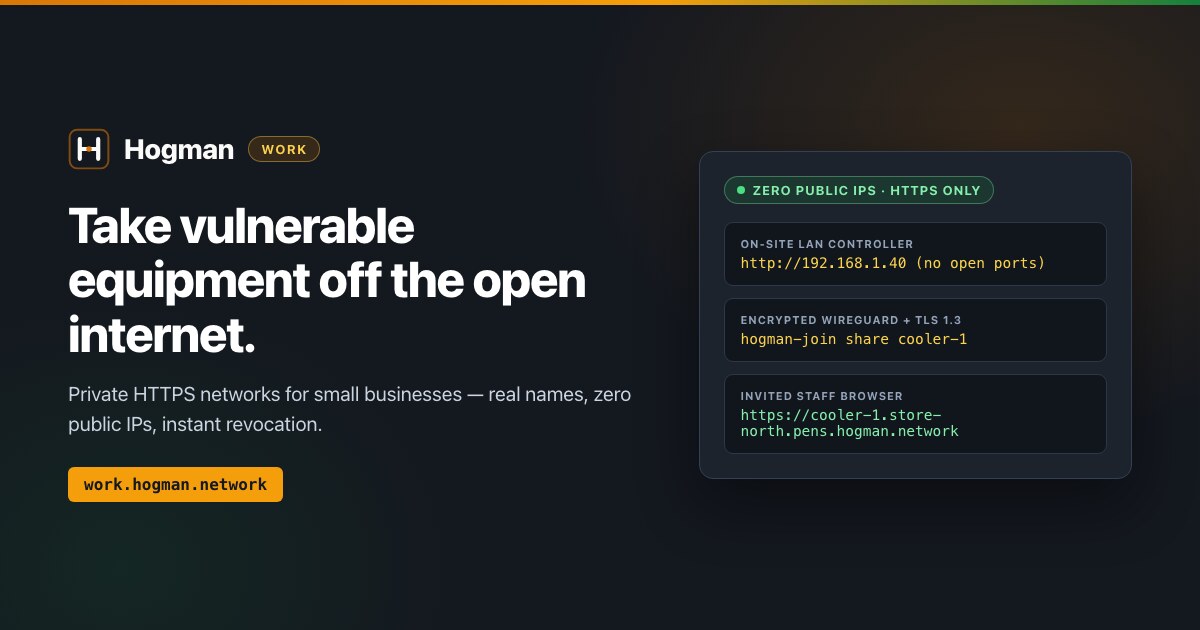 Hogman
WORK
Take vulnerable
equipment off the open
internet.
Private HTTPS networks for small businesses — real names, zero
public IPs, instant revocation.
work.hogman.network
ZERO PUBLIC IPS · HTTPS ONLY
ON-SITE LAN CONTROLLER
http://192.168.1.40 (no open ports)
ENCRYPTED WIREGUARD + TLS 1.3
hogman-join share cooler-1
INVITED STAFF BROWSER
https://cooler-1.store-
north.pens.hogman.network